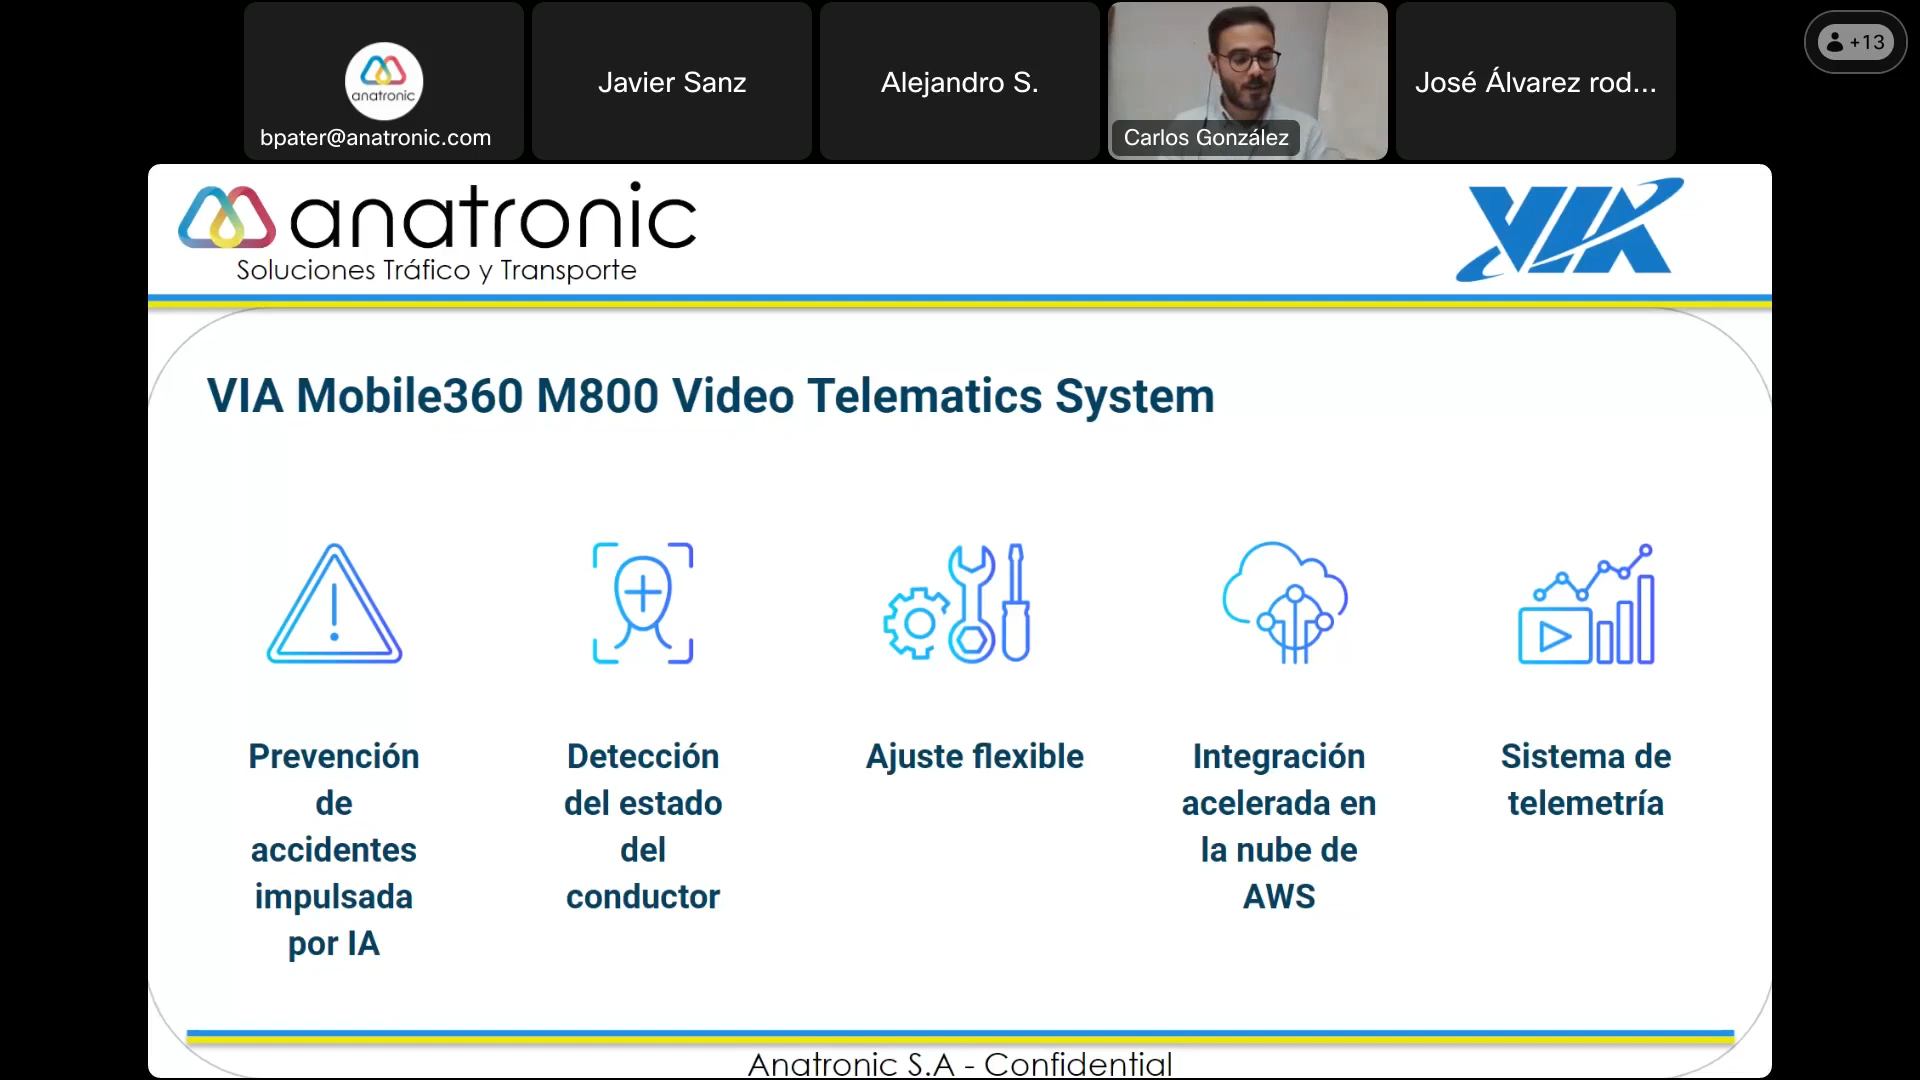 anatronic
bpater@anatronic.com
Javier Sanz
Alejandro S.
Carlos González
José Álvarez rod...
+13
anatronic
Soluciones Tráfico y Transporte
VIA
VIA Mobile360 M800 Video Telematics System
Prevención
de
accidentes
impulsada
por IA
Detección
del estado
del
conductor
Ajuste flexible
Integración
acelerada en
la nube de
AWS
Sistema de
telemetría
Anatronic S.A - Confidential